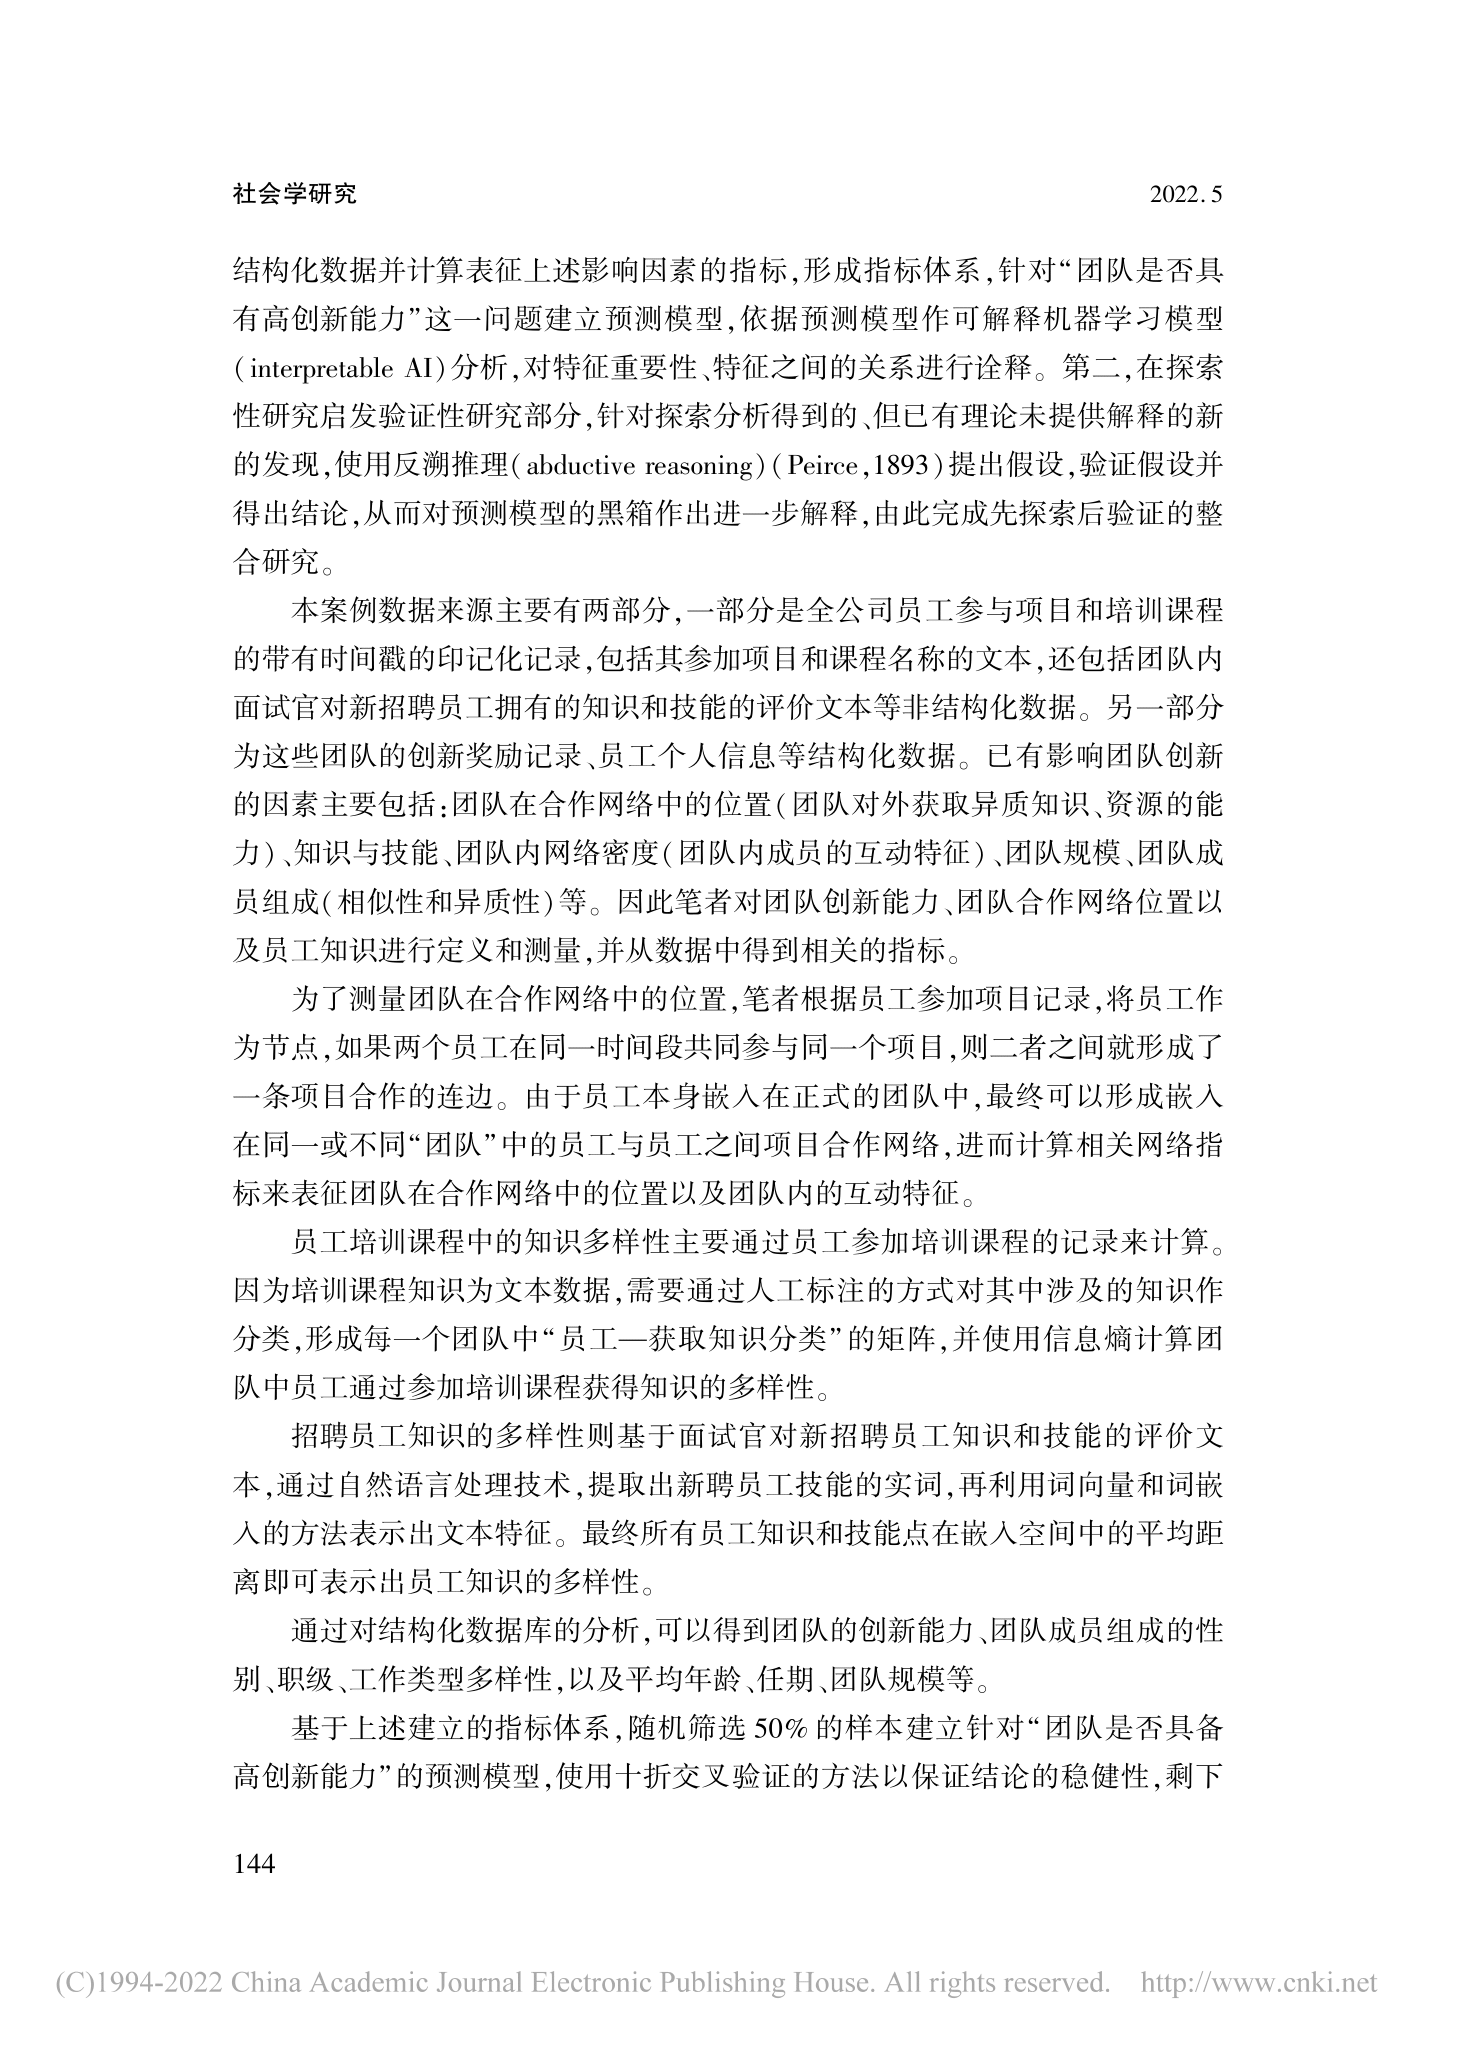 社会学研究 2022.5
结构化数据并计算表征上述影响因素的指标,形成指标体系,针对“团队是否具
有高创新能力”这一问题建立预测模型,依据预测模型作可解释机器学习模型
(interpretable AI)分析,对特征重要性、特征之间的关系进行诠释。第二,在探索
性研究启发验证性研究部分,针对探索分析得到的、但已有理论未提供解释的新
的发现,使用反溯推理(abductive reasoning)(Peirce,1893)提出假设,验证假设并
得出结论,从而对预测模型的黑箱作出进一步解释,由此完成先探索后验证的整
合研究。
本案例数据来源主要有两部分,一部分是全公司员工参与项目和培训课程
的带有时间戳的印记化记录,包括其参加项目和课程名称的文本,还包括团队内
面试官对新招聘员工拥有的知识和技能的评价文本等非结构化数据。另一部分
为这些团队的创新奖励记录、员工个人信息等结构化数据。已有影响团队创新
的因素主要包括:团队在合作网络中的位置(团队对外获取异质知识、资源的能
力)、知识与技能、团队内网络密度(团队内成员的互动特征)、团队规模、团队成
员组成(相似性和异质性)等。因此笔者对团队创新能力、团队合作网络位置以
及员工知识进行定义和测量,并从数据中得到相关的指标。
为了测量团队在合作网络中的位置,笔者根据员工参加项目记录,将员工作
为节点,如果两个员工在同一时间段共同参与同一个项目,则二者之间就形成了
一条项目合作的连边。由于员工本身嵌入在正式的团队中,最终可以形成嵌入
在同一或不同“团队”中的员工与员工之间项目合作网络,进而计算相关网络指
标来表征团队在合作网络中的位置以及团队内的互动特征。
员工培训课程中的知识多样性主要通过员工参加培训课程的记录来计算。
因为培训课程知识为文本数据,需要通过人工标注的方式对其中涉及的知识作
分类,形成每一个团队中“员工—获取知识分类”的矩阵,并使用信息熵计算团
队中员工通过参加培训课程获得知识的多样性。
招聘员工知识的多样性则基于面试官对新招聘员工知识和技能的评价文
本,通过自然语言处理技术,提取出新聘员工技能的实词,再利用词向量和词嵌
入的方法表示出文本特征。最终所有员工知识和技能点在嵌入空间中的平均距
离即可表示出员工知识的多样性。
通过对结构化数据库的分析,可以得到团队的创新能力、团队成员组成的性
别、职级、工作类型多样性,以及平均年龄、任期、团队规模等。
基于上述建立的指标体系,随机筛选 50% 的样本建立针对“团队是否具备
高创新能力”的预测模型,使用十折交叉验证的方法以保证结论的稳健性,剩下
144
(C)1994-2022 China Academic Journal Electronic Publishing House. All rights reserved. http://www.cnki.net